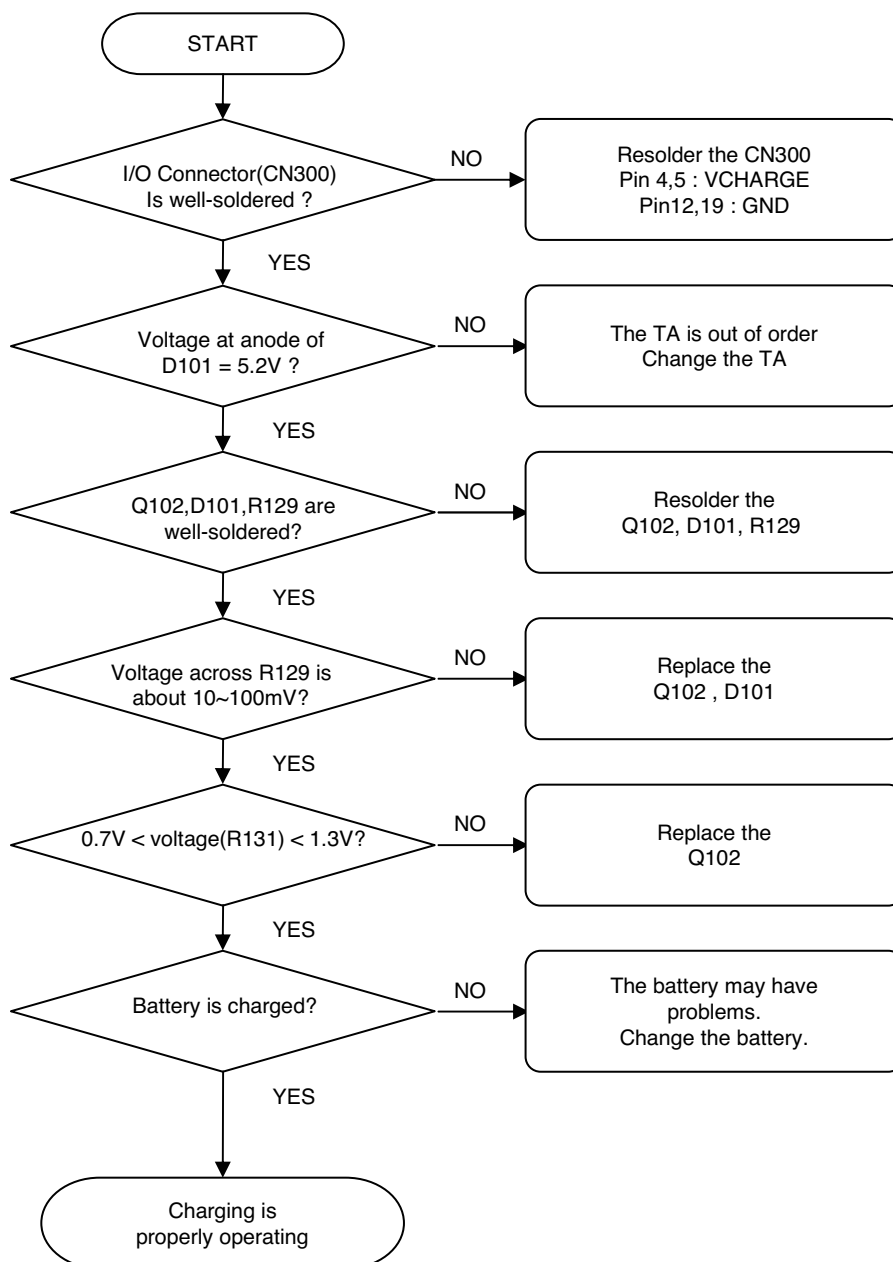 START
I/O Connector(CN300)
Is well-soldered ?
NO
Resolder the CN300
Pin 4,5 : VCHARGE
Pin12,19 : GND
YES
Voltage at anode of
D101 = 5.2V ?
NO
The TA is out of order
Change the TA
YES
Q102,D101,R129 are
well-soldered?
NO
Resolder the
Q102, D101, R129
YES
Voltage across R129 is
about 10~100mV?
NO
Replace the
Q102 , D101
YES
0.7V < voltage(R131) < 1.3V?
NO
Replace the
Q102
YES
Battery is charged?
NO
The battery may have
problems.
Change the battery.
YES
Charging is
properly operating